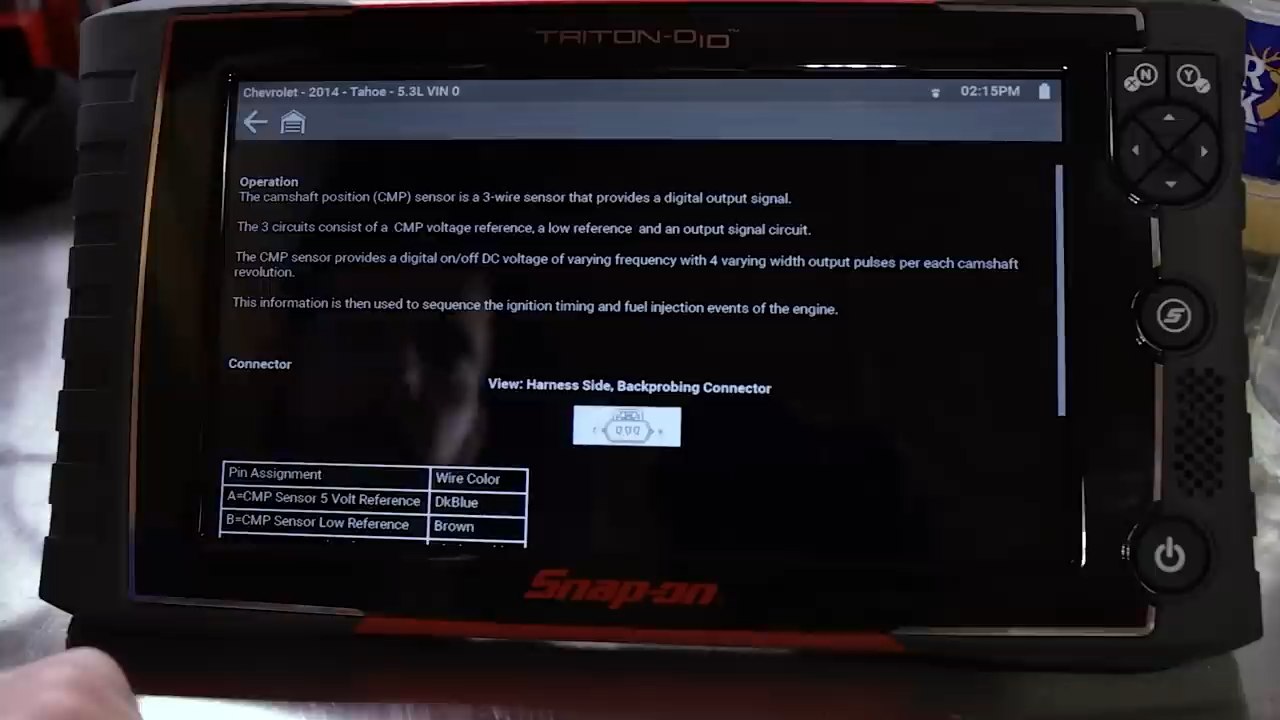 TRITON-D10™
Chevrolet - 2014 - Tahoe - 5.3L VIN 0
02:15PM
N
Y
Operation
The camshaft position (CMP) sensor is a 3-wire sensor that provides a digital output signal.
The 3 circuits consist of a CMP voltage reference, a low reference and an output signal circuit.
The CMP sensor provides a digital on/off DC voltage of varying frequency with 4 varying width output pulses per each camshaft
revolution.
This information is then used to sequence the ignition timing and fuel injection events of the engine.
S
Connector
View: Harness Side, Backprobing Connector
Pin Assignment Wire Color
A=CMP Sensor 5 Volt Reference DkBlue
B=CMP Sensor Low Reference Brown
Snap-on